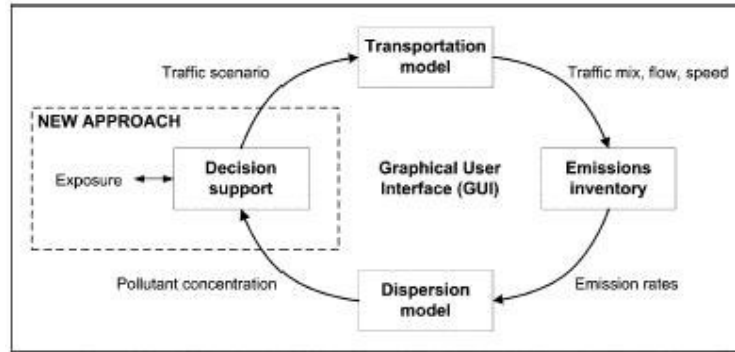 Transportation
model
Traffic scenario
Traffic mix, flow, speed
NEW APPROACH
Exposure
Decision
support
Graphical User
Interface (GUI)
Emissions
inventory
Pollutant concentration
Dispersion
model
Emission rates